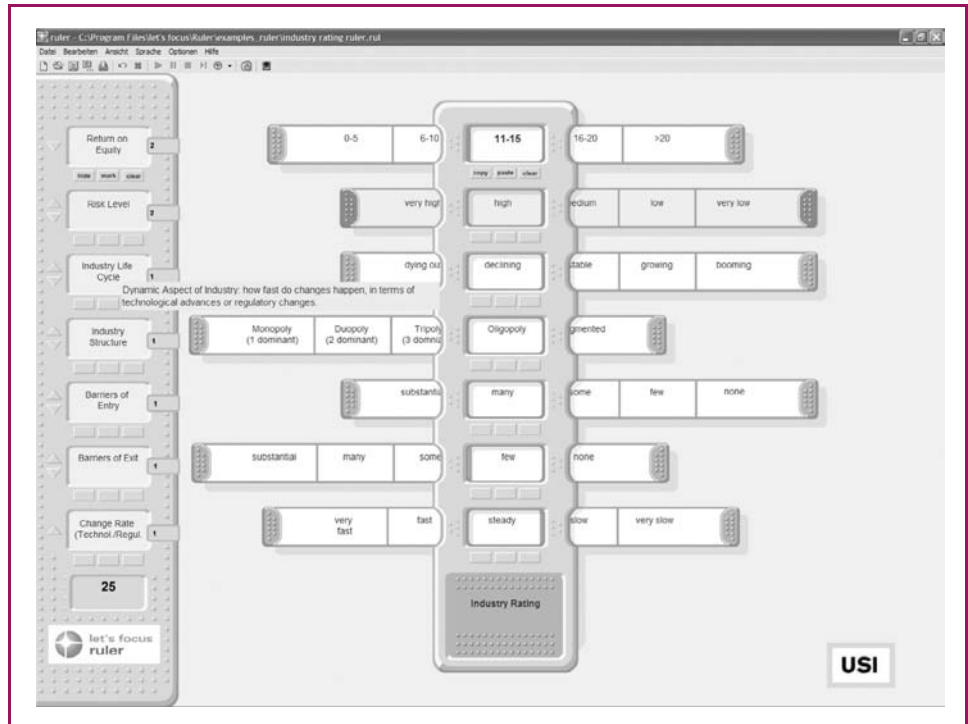 ruler - C:\Program Files\let's focus\Ruler\examples_ruler\industry rating ruler.rul
Datei Bearbeiten Ansicht Sprache Optionen Hilfe
Return on
Equity
2
0-5 6-10 11-15 16-20 >20
hide work clear
copy paste clear
Risk Level
2
very high high edium low very low
Industry Life
Cycle
1
dying out declining stable growing booming
Dynamic Aspect of Industry: how fast do changes happen, in terms of
technological advances or regulatory changes.
Industry
Structure
1
Monopoly
(1 dominant)
Duopoly
(2 dominant)
Tripoly
(3 domnia
Oligopoly
gmented
Barriers of
Entry
1
substantia many some few none
Barriers of Exit
1
substantial many some few none
Change Rate
(Technol./Regul.
1
very
fast
fast steady slow very slow
25
Industry Rating
let's focus
ruler
USI